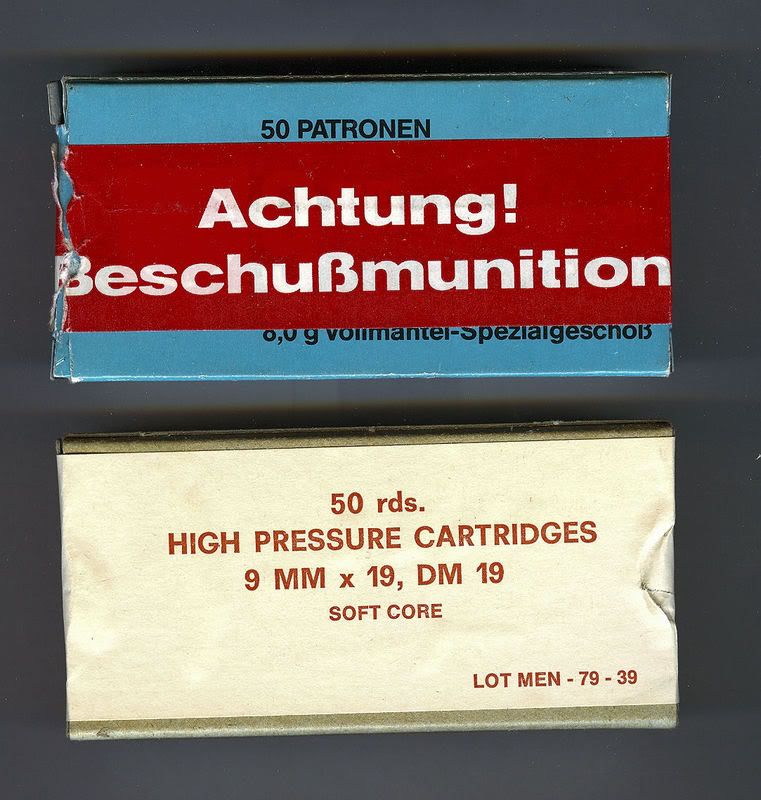 50 PATRONEN
Achtung!
Beschußmunition
8,0 g Vollmantel-Spezialgeschoß
50 rds.
HIGH PRESSURE CARTRIDGES
9 MM x 19, DM 19
SOFT CORE
LOT MEN - 79 - 39